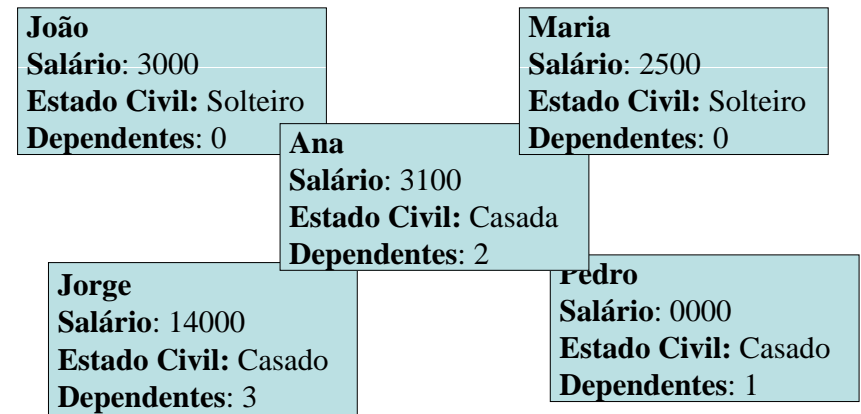 João
Salário: 3000
Estado Civil: Solteiro
Dependentes: 0
Maria
Salário: 2500
Estado Civil: Solteiro
Dependentes: 0
Ana
Salário: 3100
Estado Civil: Casada
Dependentes: 2
Jorge
Salário: 14000
Estado Civil: Casado
Dependentes: 3
Pedro
Salário: 0000
Estado Civil: Casado
Dependentes: 1